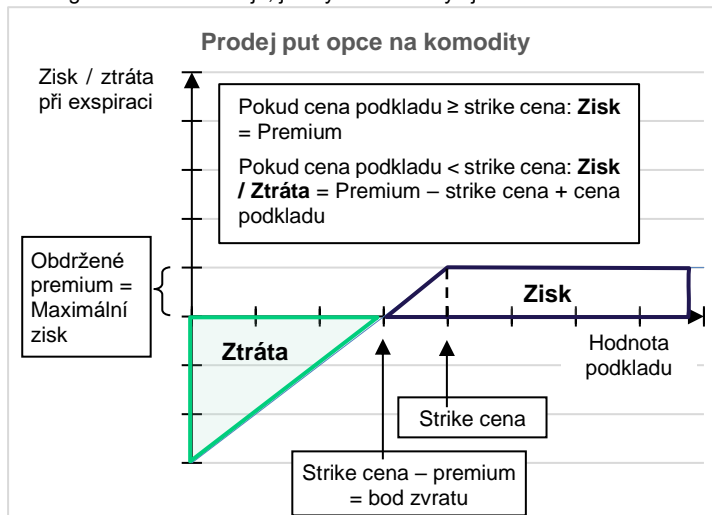 Prodej put opce na komodity
Zisk / ztráta
při exspiraci
Pokud cena podkladu ≥ strike cena: Zisk
= Premium
Pokud cena podkladu < strike cena: Zisk
/ Ztráta = Premium – strike cena + cena
podkladu
Obdržené
premium =
Maximální
zisk
Zisk
Ztráta
Hodnota
podkladu
Strike cena
Strike cena – premium
= bod zvratu